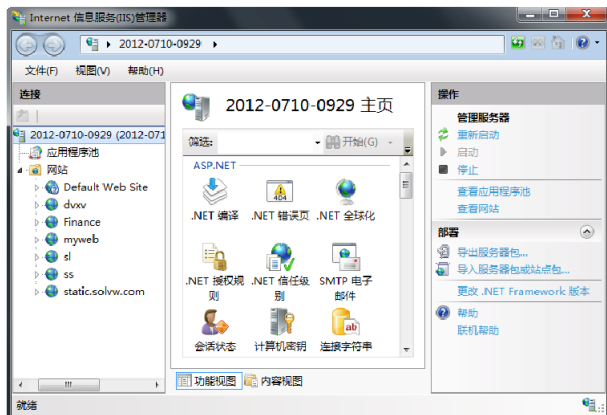 Internet 信息服务(IIS)管理器
2012-0710-0929
文件(F) 视图(V) 帮助(H)
连接
2012-0710-0929 (2012-071
应用程序池
网站
Default Web Site
dvxv
Finance
myweb
sl
ss
static.solvw.com
2012-0710-0929 主页
筛选: 开始(G)
ASP.NET
.NET 编译 .NET 错误页 .NET 全球化
404
.NET 授权规则 .NET 信任级别 SMTP 电子邮件
ab
会话状态 计算机密钥 连接字符串
功能视图 内容视图
操作
管理服务器
重新启动
启动
停止
查看应用程序池
查看网站
部署
导出服务器包...
导入服务器包或站点包...
更改 .NET Framework 版本
帮助
联机帮助
就绪